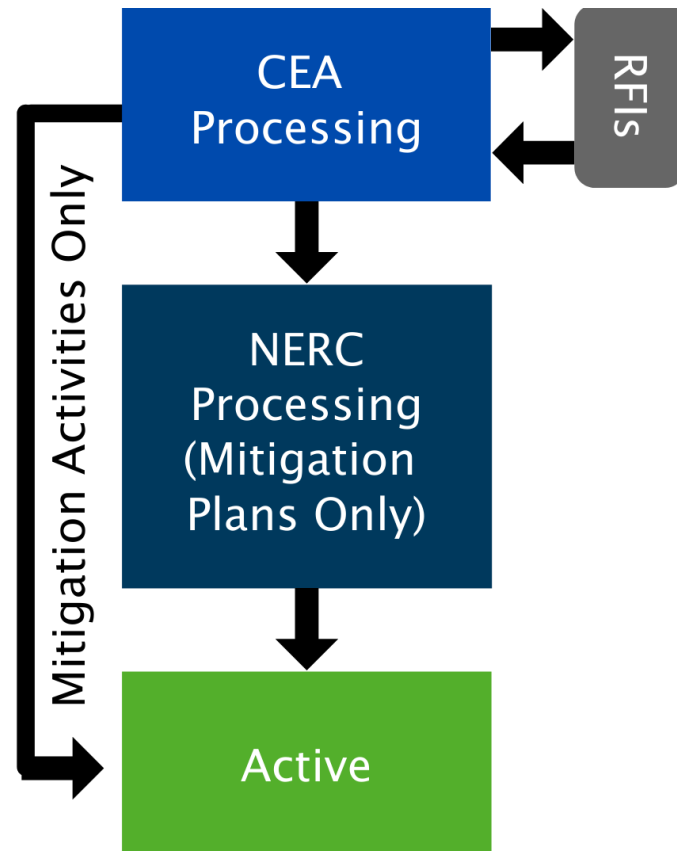 CEA
Processing
RFIs
Mitigation Activities Only
NERC
Processing
(Mitigation
Plans Only)
Active